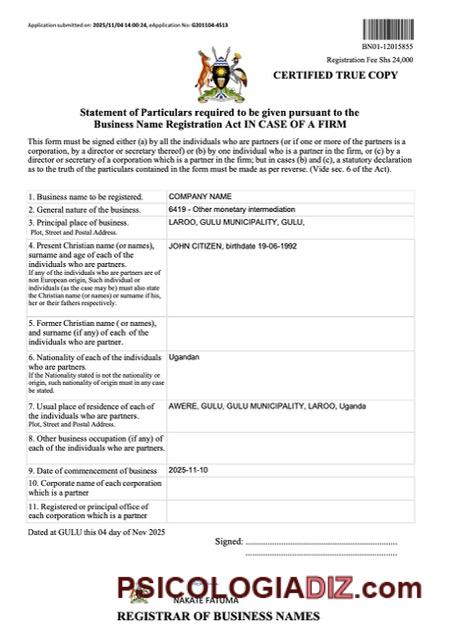 Application submitted on: 2025/11/04 14:00:24, eApplication No: G201104-4513
BN01-12015855
Registration Fee Shs 24,000
CERTIFIED TRUE COPY
Statement of Particulars required to be given pursuant to the
Business Name Registration Act IN CASE OF A FIRM
This form must be signed either (a) by all the individuals who are partners (or if one or more of the partners is a
corporation, by a director or secretary thereof) or (b) by one individual who is a partner in the firm, or (c) by a
director or secretary of a corporation which is a partner in the firm; but in cases (b) and (c), a statutory declaration
as to the truth of the particulars contained in the form must be made as per reverse. (Vide sec. 6 of the Act).
1. Business name to be registered. COMPANY NAME
2. General nature of the business. 6419 - Other monetary intermediation
3. Principal place of business. LAROO, GULU MUNICIPALITY, GULU,
Plot, Street and Postal Address.
4. Present Christian name (or names), JOHN CITIZEN, birthdate 19-06-1992
surname and age of each of the
individuals who are partners.
If any of the individuals who are partners are of
non European origin, Such individual or
individuals (as the case may be) must also state
the Christian name (or names) or surname if his,
her or their fathers respectively.
5. Former Christian name ( or names),
and surname (if any) of each of the
individuals who are partner.
6. Nationality of each of the individuals Ugandan
who are partners.
If the Nationality stated is not the nationality or
origin, such nationality of origin must in any case
be stated.
7. Usual place of residence of each of AWERE, GULU, GULU MUNICIPALITY, LAROO, Uganda
the individuals who are partners.
Plot, Street and Postal Address.
8. Other business occupation (if any) of
each of the individuals who are partners.
9. Date of commencement of business 2025-11-10
10. Corporate name of each corporation
which is a partner
11. Registered or principal office of
each corporation which is a partner
Dated at GULU this 04 day of Nov 2025
Signed: ......................................................
......................................................
PSICOLOGIADIZ.com
NAKATE FATUMA
REGISTRAR OF BUSINESS NAMES